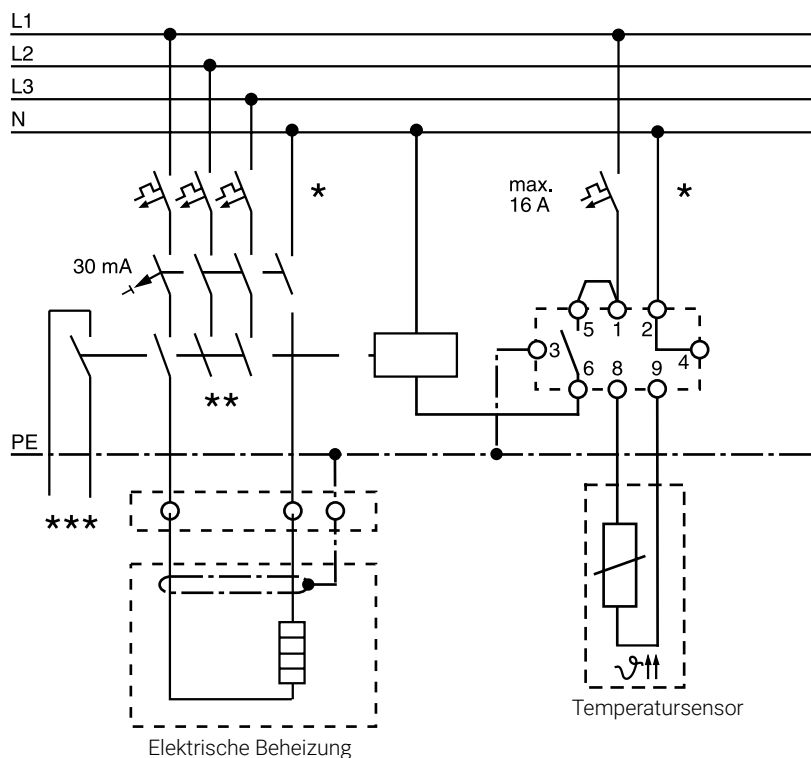 L1
L2
L3
N
*
max.
16 A
*
30 mA
5 1 2
3
4
6 8 9
**
PE
***
ϑ
Temperatursensor
Elektrische Beheizung